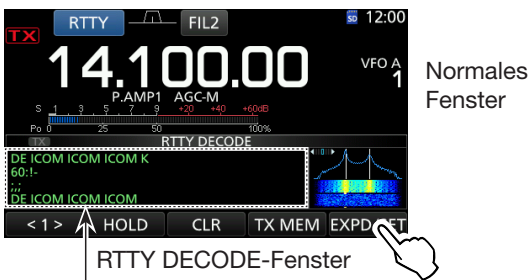 RTTY FIL2 SD 12:00
TX
14.100.00 VFO A
1
P.AMP1 AGC-M
S 1 3 5 7 9 +20 +40 +60dB
Po 0 25 50 100%
TX RTTY DECODE
DE ICOM ICOM ICOM K
60:!-
;,;
DE ICOM ICOM ICOM
< 1 > HOLD CLR TX MEM EXPD
RTTY DECODE-Fenster
Normales
Fenster